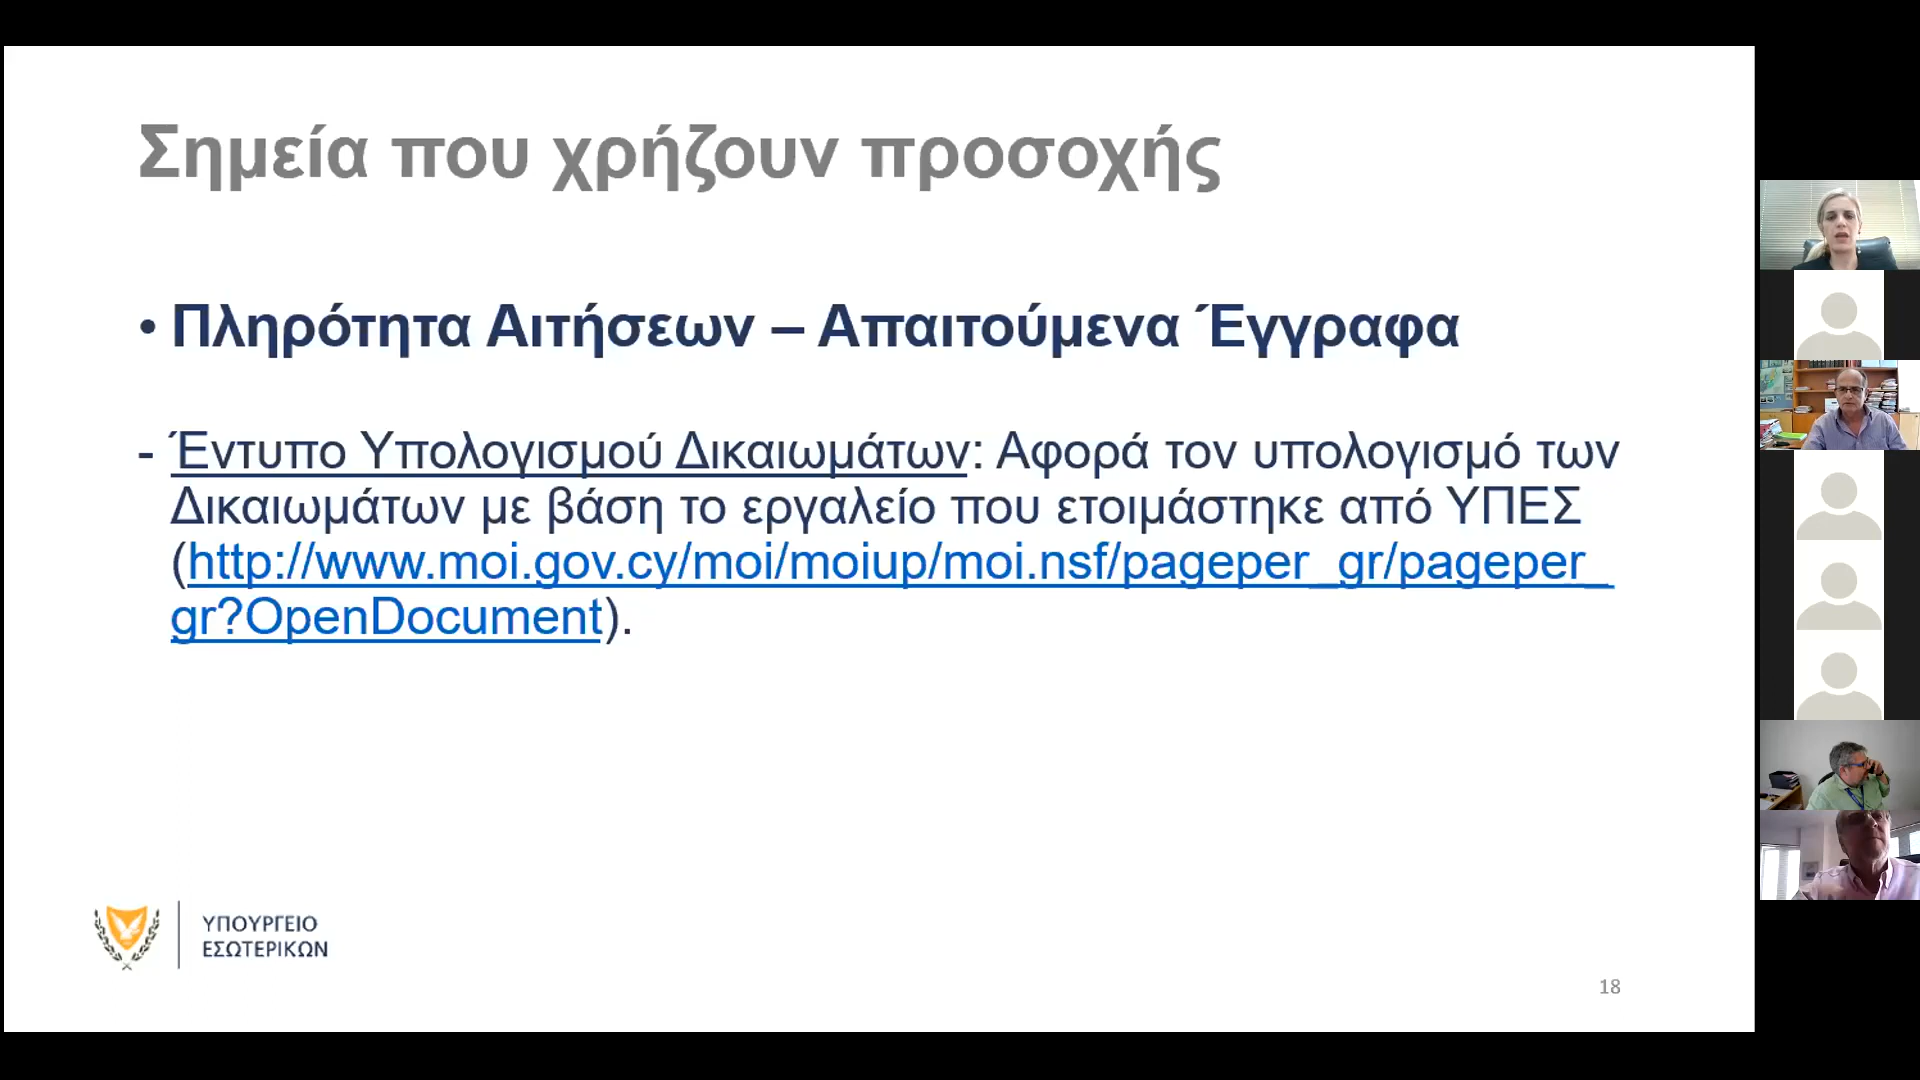 Σημεία που χρήζουν προσοχής
• Πληρότητα Αιτήσεων – Απαιτούμενα Έγγραφα
- Έντυπο Υπολογισμού Δικαιωμάτων: Αφορά τον υπολογισμό των
Δικαιωμάτων με βάση το εργαλείο που ετοιμάστηκε από ΥΠΕΣ
(http://www.moi.gov.cy/moi/moiup/moi.nsf/pageper_gr/pageper_
gr?OpenDocument).
ΥΠΟΥΡΓΕΙΟ
ΕΣΩΤΕΡΙΚΩΝ
18